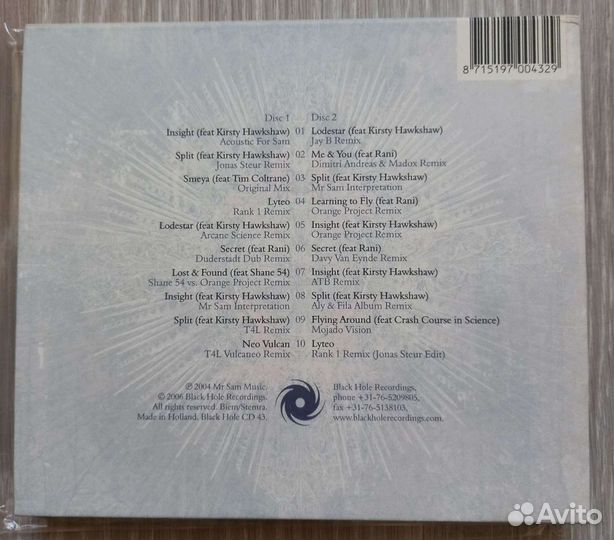 8 715197 004329
Disc 1 Disc 2
Insight (feat Kirsty Hawkshaw) 01 Lodestar (feat Kirsty Hawkshaw)
Acoustic For Sam Jay B Remix
Split (feat Kirsty Hawkshaw) 02 Me & You (feat Rani)
Jonas Steur Remix Dimitri Andreas & Madox Remix
Smeya (feat Tim Coltrane) 03 Split (feat Kirsty Hawkshaw)
Original Mix Mr Sam Interpretation
Lyteo 04 Learning to Fly (feat Rani)
Rank 1 Remix Orange Project Remix
Lodestar (feat Kirsty Hawkshaw) 05 Insight (feat Kirsty Hawkshaw)
Arcane Science Remix Orange Project Remix
Secret (feat Rani) 06 Secret (feat Rani)
Duderstadt Dub Remix Davy Van Eynde Remix
Lost & Found (feat Shane 54) 07 Insight (feat Kirsty Hawkshaw)
Shane 54 vs. Orange Project Remix ATB Remix
Insight (feat Kirsty Hawkshaw) 08 Split (feat Kirsty Hawkshaw)
Mr Sam Interpretation Aly & Fila Album Remix
Split (feat Kirsty Hawkshaw) 09 Flying Around (feat Crash Course in Science)
T4L Remix Mojado Vision
Neo Vulcan 10 Lyteo
T4L Vulcaneo Remix Rank 1 Remix (Jonas Steur Edit)
℗ 2004 Mr Sam Music. Black Hole Recordings,
© 2006 Black Hole Recordings. phone +31-76-5209805,
All rights reserved. Biem/Stemra. fax +31-76-5138103,
Made in Holland. Black Hole CD 43. www.blackholerecordings.com
Avito